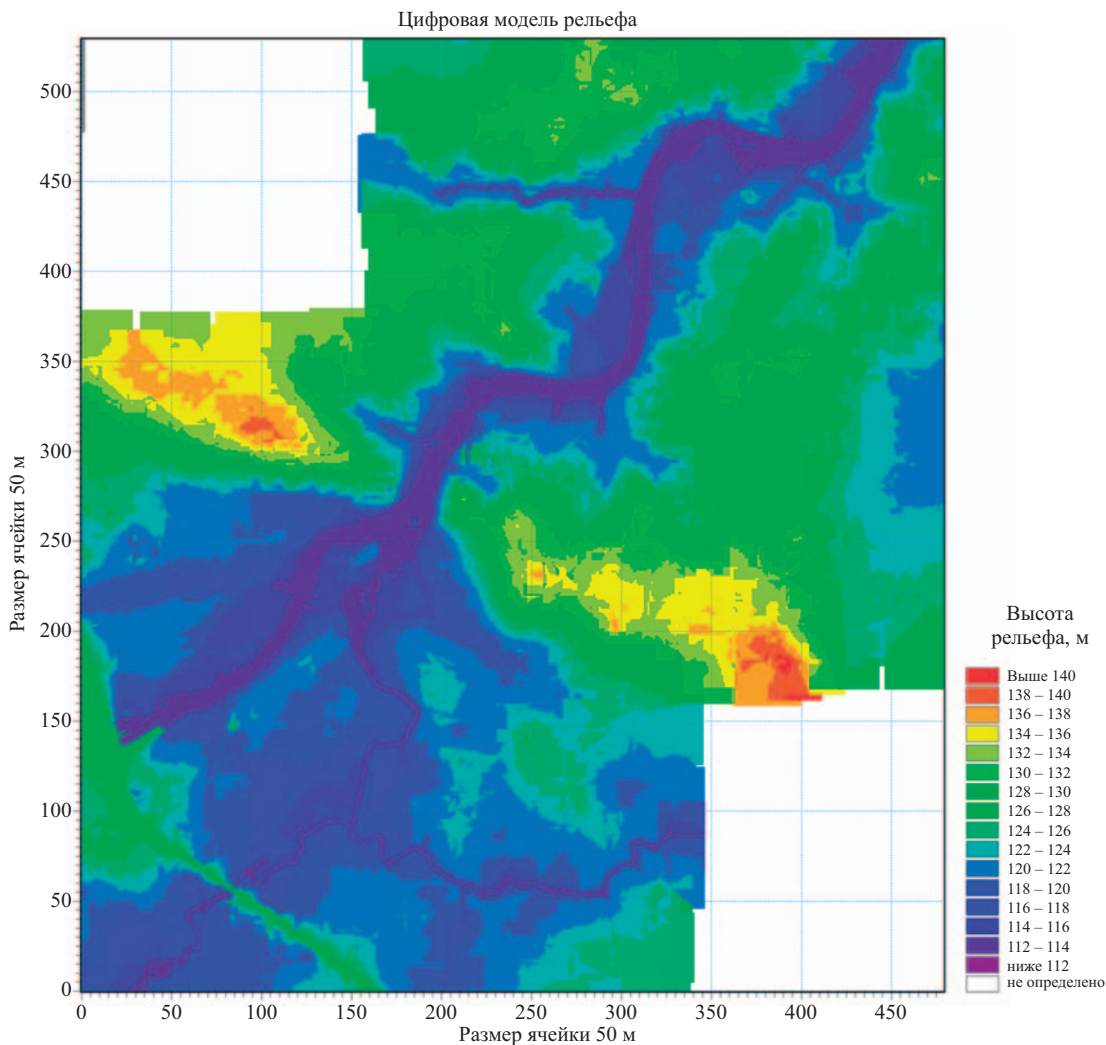 Цифровая модель рельефа
500
450
400
350
300
250
200
150
100
50
0
Размер ячейки 50 м
0 50 100 150 200 250 300 350 400 450
Размер ячейки 50 м
Высота
рельефа, м
Выше 140
138 – 140
136 – 138
134 – 136
132 – 134
130 – 132
128 – 130
126 – 128
124 – 126
122 – 124
120 – 122
118 – 120
116 – 118
114 – 116
112 – 114
ниже 112
не определено